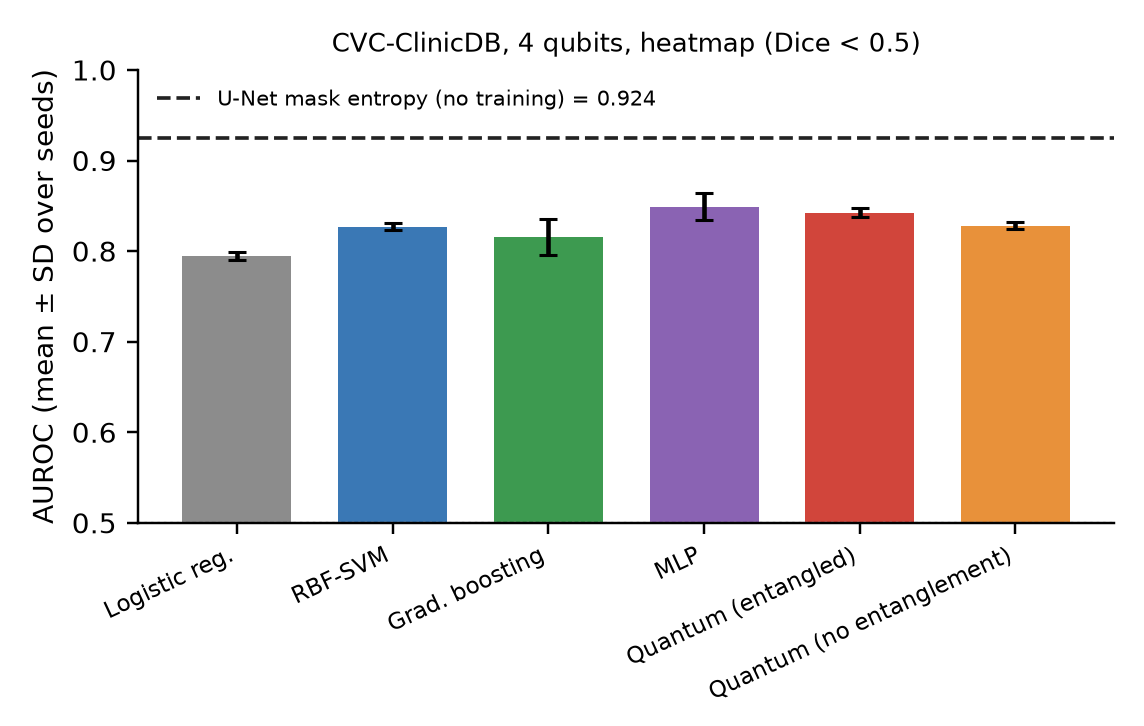 CVC-ClinicDB, 4 qubits, heatmap (Dice < 0.5)
AUROC (mean ± SD over seeds)
1.0
0.9
0.8
0.7
0.6
0.5
U-Net mask entropy (no training) = 0.924
Logistic reg.
RBF-SVM
Grad. boosting
MLP
Quantum (entangled)
Quantum (no entanglement)